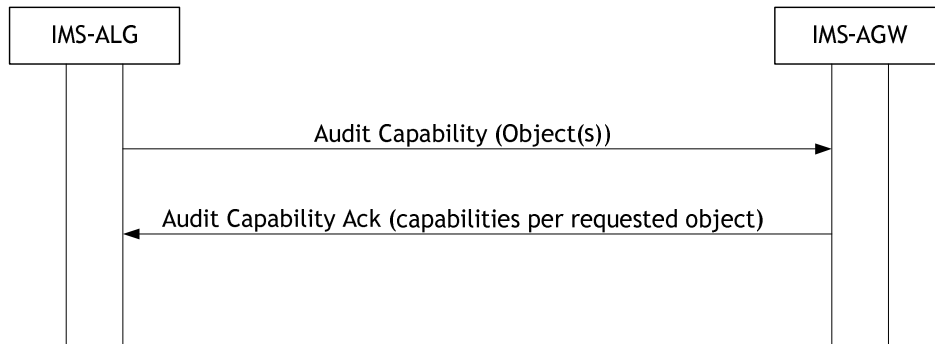 IMS-ALG
IMS-AGW
Audit Capability (Object(s))
Audit Capability Ack (capabilities per requested object)